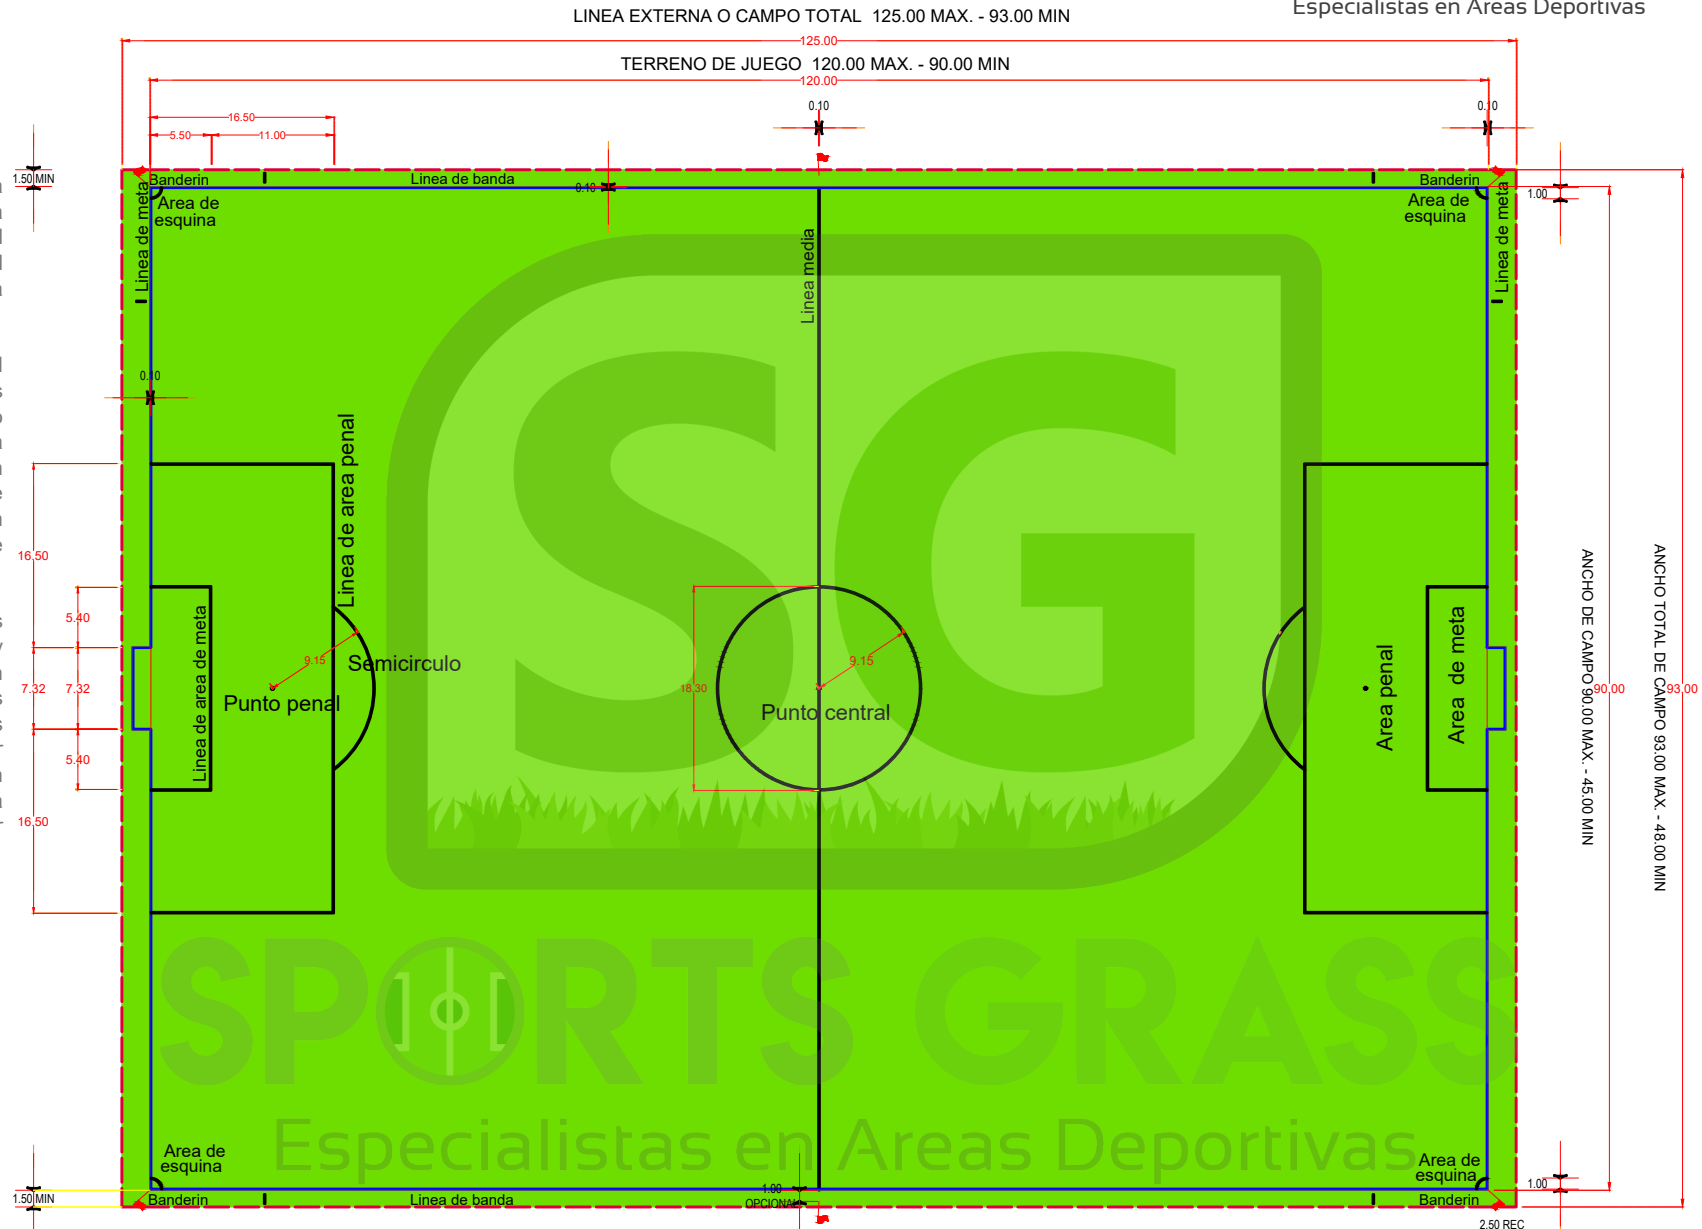 Especialistas en Areas Deportivas
LINEA EXTERNA O CAMPO TOTAL 125.00 MAX. - 93.00 MIN
125.00
TERRENO DE JUEGO 120.00 MAX. - 90.00 MIN
120.00
0.10
0.10
16.50
5.50
11.00
1.50 MIN
Banderin
Linea de banda
0.10
Banderin
1.00
Area de
esquina
Area de
esquina
Linea de meta
Linea media
Linea de meta
0.10
Linea de area penal
16.50
5.40
7.32
7.32
5.40
16.50
Linea de area de meta
9.15
Semicirculo
Punto penal
18.30
9.15
Punto central
Area penal
Area de meta
ANCHO DE CAMPO 90.00 MAX. - 45.00 MIN
90.00
ANCHO TOTAL DE CAMPO 93.00 MAX. - 48.00 MIN
93.00
SG
SPORTS GRASS
Especialistas en Areas Deportivas
Area de
esquina
Area de
esquina
1.50 MIN
Banderin
Linea de banda
1.00
OPCIONAL
Banderin
1.00
2.50 REC